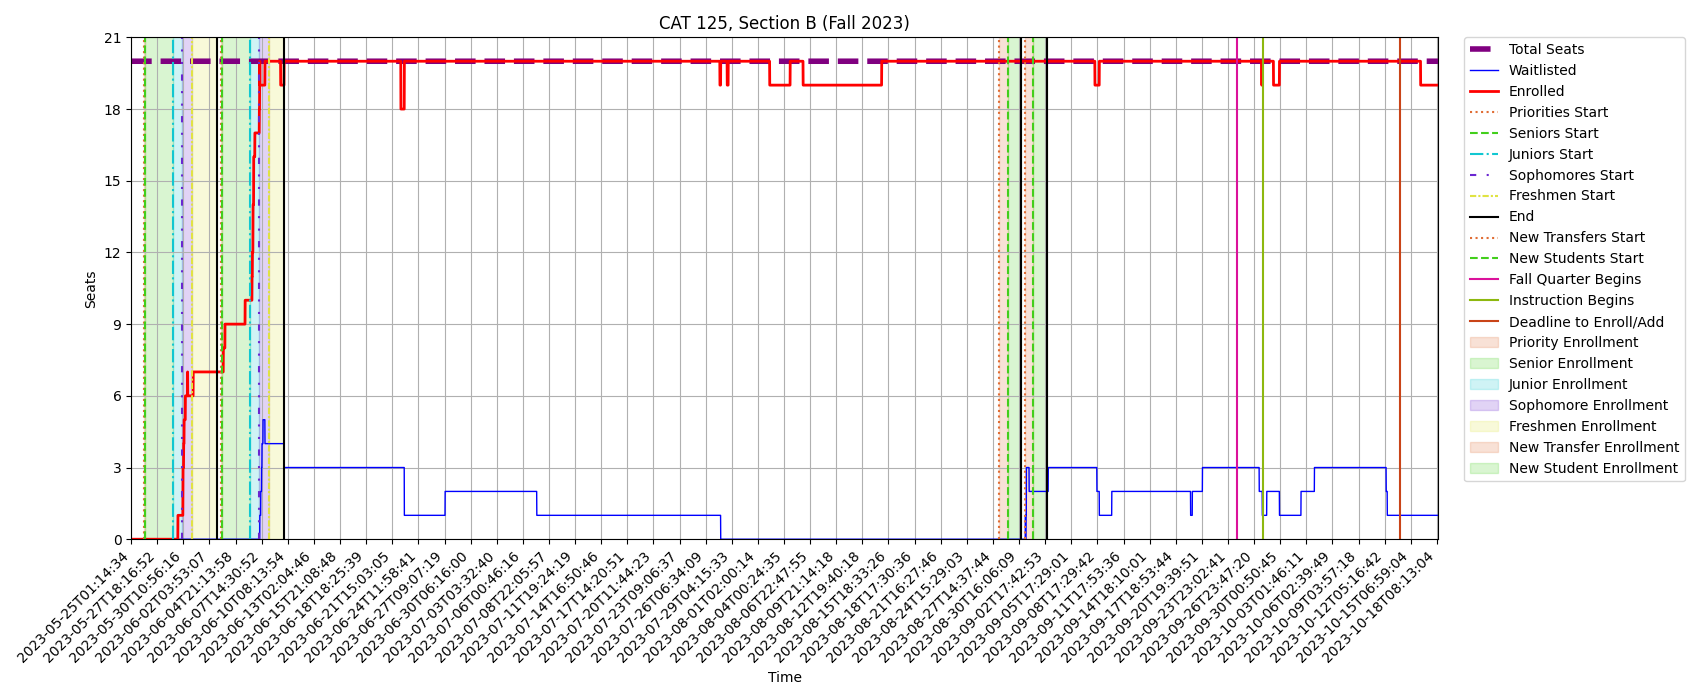 CAT 125, Section B (Fall 2023)
21
18
15
12
9
6
3
0
Seats
2023-05-25T01:14:34
2023-05-27T18:16:52
2023-05-30T10:56:16
2023-06-02T03:53:07
2023-06-04T21:13:58
2023-06-07T14:30:52
2023-06-10T08:13:54
2023-06-13T02:04:46
2023-06-15T21:08:48
2023-06-18T18:25:39
2023-06-21T15:03:05
2023-06-24T11:58:41
2023-06-27T09:07:19
2023-06-30T06:16:00
2023-07-03T03:32:40
2023-07-06T00:46:16
2023-07-08T22:05:57
2023-07-11T19:24:19
2023-07-14T16:50:46
2023-07-17T14:20:51
2023-07-20T11:44:23
2023-07-23T09:06:37
2023-07-26T06:34:09
2023-07-29T04:15:33
2023-08-01T02:00:14
2023-08-04T00:24:35
2023-08-06T22:47:55
2023-08-09T21:14:18
2023-08-12T19:40:18
2023-08-15T18:33:26
2023-08-18T17:30:36
2023-08-21T16:27:46
2023-08-24T15:29:03
2023-08-27T14:37:44
2023-08-30T16:06:09
2023-09-02T17:42:53
2023-09-05T17:29:01
2023-09-08T17:29:42
2023-09-11T17:53:36
2023-09-14T18:10:01
2023-09-17T18:53:44
2023-09-20T19:39:51
2023-09-23T23:02:41
2023-09-26T23:47:20
2023-09-30T00:50:45
2023-10-03T01:46:11
2023-10-06T02:39:49
2023-10-09T03:57:18
2023-10-12T05:16:42
2023-10-15T06:59:04
2023-10-18T08:13:04
Time
Total Seats
Waitlisted
Enrolled
Priorities Start
Seniors Start
Juniors Start
Sophomores Start
Freshmen Start
End
New Transfers Start
New Students Start
Fall Quarter Begins
Instruction Begins
Deadline to Enroll/Add
Priority Enrollment
Senior Enrollment
Junior Enrollment
Sophomore Enrollment
Freshmen Enrollment
New Transfer Enrollment
New Student Enrollment